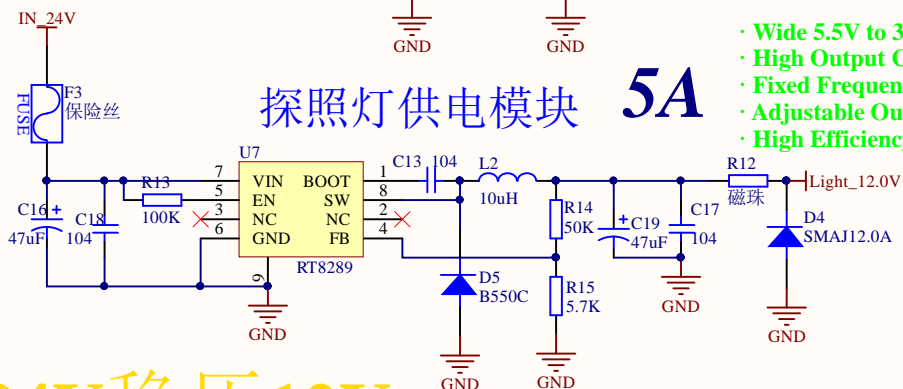 IN_24V
GND
GND
· Wide 5.5V to 3
· High Output
· Fixed Frequen
· Adjustable Ou
· High Efficiency
F3
保险丝
FUSE
探照灯供电模块
5A
U7
7
VIN
BOOT
1
5
EN
SW
8
3
NC
NC
2
6
GND
FB
4
9
RT8289
R13
100K
C16
47uF
C18
104
C13
104
L2
10uH
R14
50K
R15
5.7K
C19
47uF
C17
104
R12
磁珠
Light_12.0V
D4
SMAJ12.0A
D5
B550C
GND
GND
GND
GND
GND